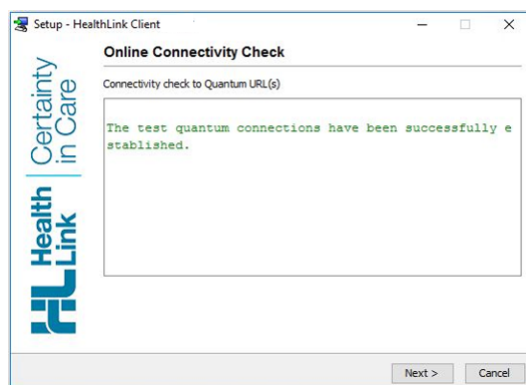 Setup - HealthLink Client
Online Connectivity Check
Connectivity check to Quantum URL(s)
The test quantum connections have been successfully e
stablished.
Certainty
in Care
Health
Link
HL
Next >
Cancel